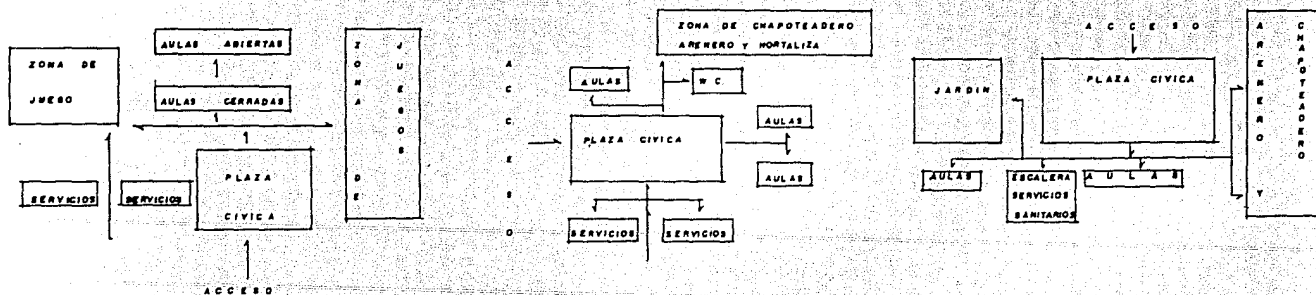 ZONA DE
JUEGO
AULAS ABIERTAS
AULAS CERRADAS
SERVICIOS
SERVICIOS
PLAZA
CIVICA
ACCESO
ZONA DE
JUEGOS
ACCESO
ZONA DE CHAPOTEADERO
ARENERO Y HORTALIZA
AULAS
W.C.
PLAZA CIVICA
AULAS
AULAS
SERVICIOS
SERVICIOS
ACCESO
PLAZA CIVICA
JARDIN
AULAS
ESCALERA
SERVICIOS
SANITARIOS
AULAS
ARENERO Y
CHAPOTEADERO